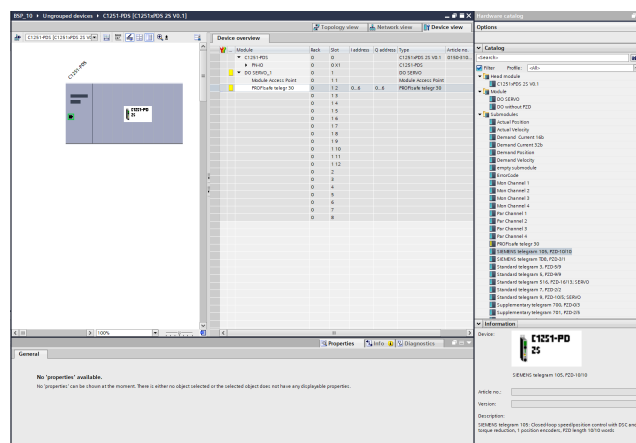 BSP_10 ▸ Ungrouped devices ▸ C1251-PDS [C1251xPDS 2S V0.1]
Topology view Network view Device view
C1251-PDS [C1251xPDS 2S V0
Device overview
Module Rack Slot I address Q address Type Article no.
C1251-PDS 0 0 C1251xPDS 2S V0.1 0150-310...
PN-IO 0 0 X1 C1251-PDS
DO SERVO_1 0 1 DO SERVO
Module Access Point 0 1 1 Module Access Point
PROFIsafe telegr 30 0 1 2 0...6 0...6 PROFIsafe telegr 30
0 1 3
0 1 4
0 1 5
0 1 6
0 1 7
0 1 8
0 1 9
0 1 10
0 1 11
0 1 12
0 2
0 3
0 4
0 5
0 6
0 7
0 8
C1251-PDS
C1251-PD
2S
100%
Properties Info Diagnostics
General
No 'properties' available.
No 'properties' can be shown at the moment. There is either no object selected or the selected object does not have any displayable properties.
Hardware catalog
Options
Catalog
<Search>
Filter Profile: <All>
Head module
C1251xPDS 2S V0.1
Module
DO SERVO
DO without PZD
Submodules
Actual Position
Actual Velocity
Demand Current 16b
Demand Current 32b
Demand Position
Demand Velocity
empty submodule
ErrorCode
Mon Channel 1
Mon Channel 2
Mon Channel 3
Mon Channel 4
Par Channel 1
Par Channel 2
Par Channel 3
Par Channel 4
PROFIsafe telegr 30
SIEMENS telegram 105, PZD-10/10
SIEMENS telegram TD8, PZD-3/1
Standard telegram 3, PZD-5/9
Standard telegram 5, PZD-9/9
Standard telegram S16, PZD-16/13; SERVO
Standard telegram 7, PZD-2/2
Standard telegram 9, PZD-10/5; SERVO
Supplementary telegram 700, PZD-0/3
Supplementary telegram 701, PZD-2/5
Information
Device:
C1251-PD
2S
SIEMENS telegram 105, PZD-10/10
Article no.:
Version:
Description:
SIEMENS telegram 105: Closed-loop speed/position control with DSC and
torque reduction, 1 position encoders, PZD length 10/10 words